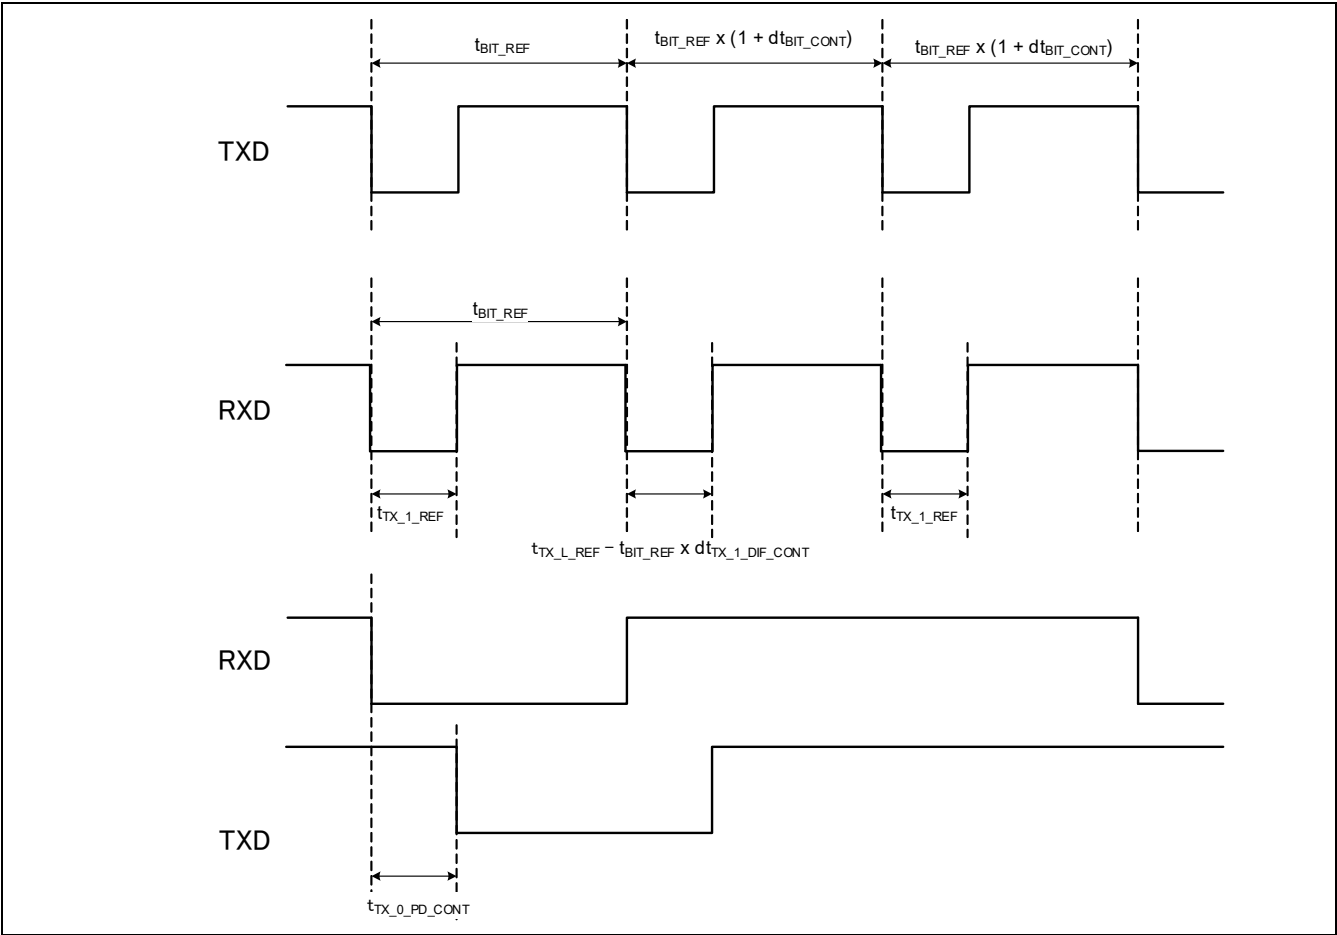 tBIT_REF
tBIT_REF x (1 + dtBIT_CONT)
tBIT_REF x (1 + dtBIT_CONT)
TXD
tBIT_REF
RXD
tTX_1_REF
tTX_1_REF
tTX_L_REF − tBIT_REF x dtTX_1_DIF_CONT
RXD
TXD
tTX_0_PD_CONT